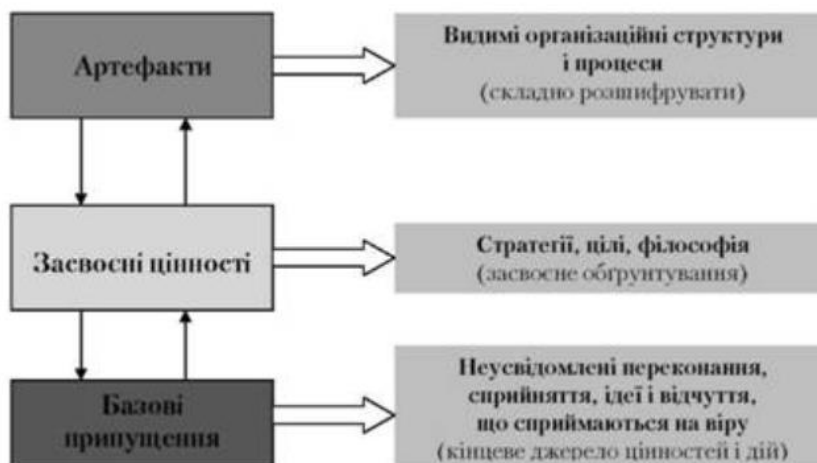 Артефакти
Видимі організаційні структури
і процеси
(складно розшифрувати)
Засвоєні цінності
Стратегії, цілі, філософія
(засвоєне обґрунтування)
Базові
припущення
Неусвідомлені переконання,
сприйняття, ідеї і відчуття,
що сприймаються на віру
(кінцеве джерело цінностей і дій)